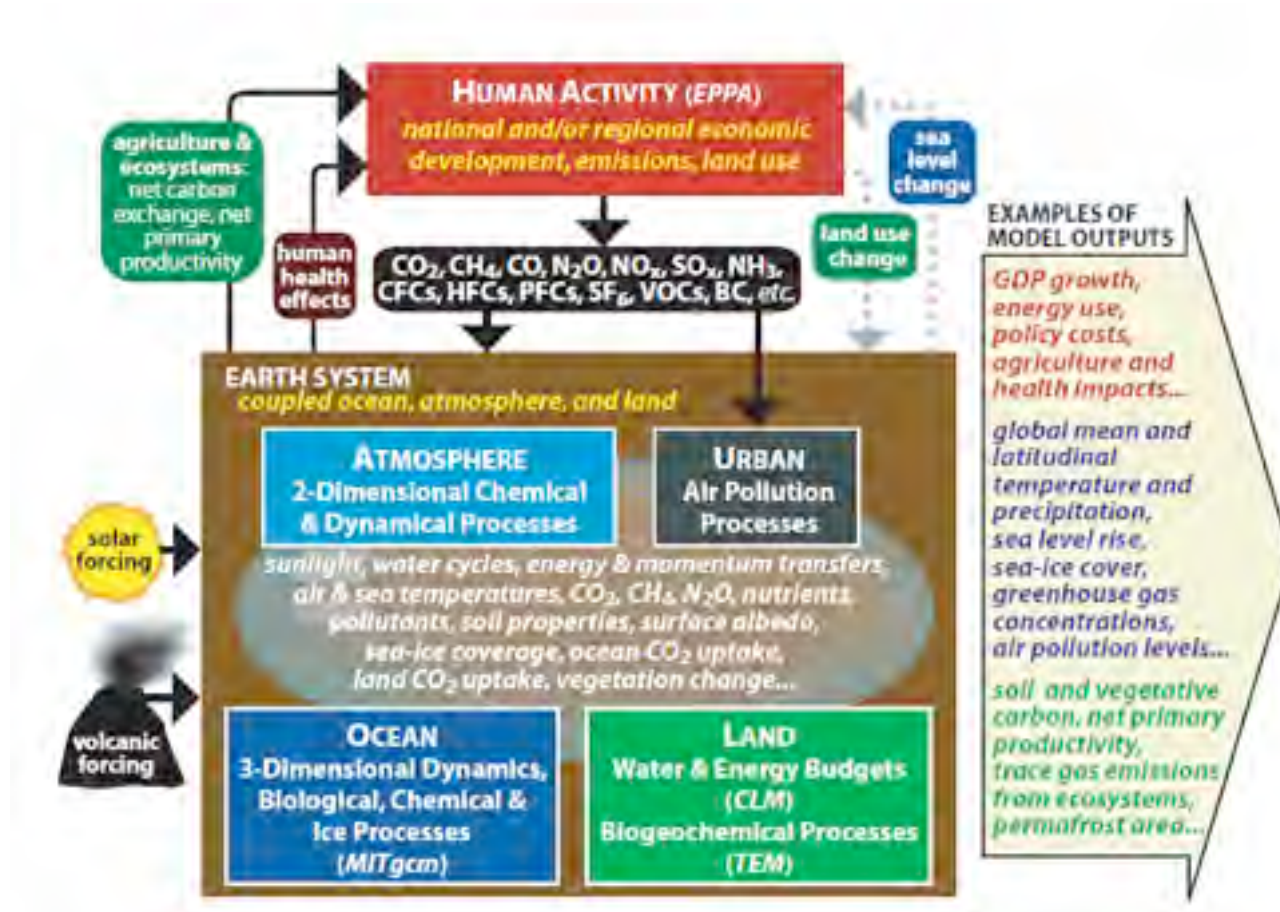 HUMAN ACTIVITY (EPPA)
national and/or regional economic
development, emissions, land use
agriculture &
ecosystems:
net carbon
exchange, net
primary
productivity
human
health
effects
CO₂, CH₄, CO, N₂O, NOₓ, SOₓ, NH₃,
CFCs, HFCs, PFCs, SF₆, VOCs, BC, etc.
land use
change
sea
level
change
EARTH SYSTEM
coupled ocean, atmosphere, and land
ATMOSPHERE
2-Dimensional Chemical
& Dynamical Processes
URBAN
Air Pollution
Processes
solar
forcing
volcanic
forcing
sunlight, water cycles, energy & momentum transfers,
air & sea temperatures, CO₂, CH₄, N₂O, nutrients,
pollutants, soil properties, surface albedo,
sea-ice coverage, ocean CO₂ uptake,
land CO₂ uptake, vegetation change...
OCEAN
3-Dimensional Dynamics,
Biological, Chemical &
Ice Processes
(MITgcm)
LAND
Water & Energy Budgets
(CLM)
Biogeochemical Processes
(TEM)
EXAMPLES OF
MODEL OUTPUTS
GDP growth,
energy use,
policy costs,
agriculture and
health impacts...
global mean and
latitudinal
temperature and
precipitation,
sea level rise,
sea-ice cover,
greenhouse gas
concentrations,
air pollution levels...
soil and vegetative
carbon, net primary
productivity,
trace gas emissions
from ecosystems,
permafrost area...